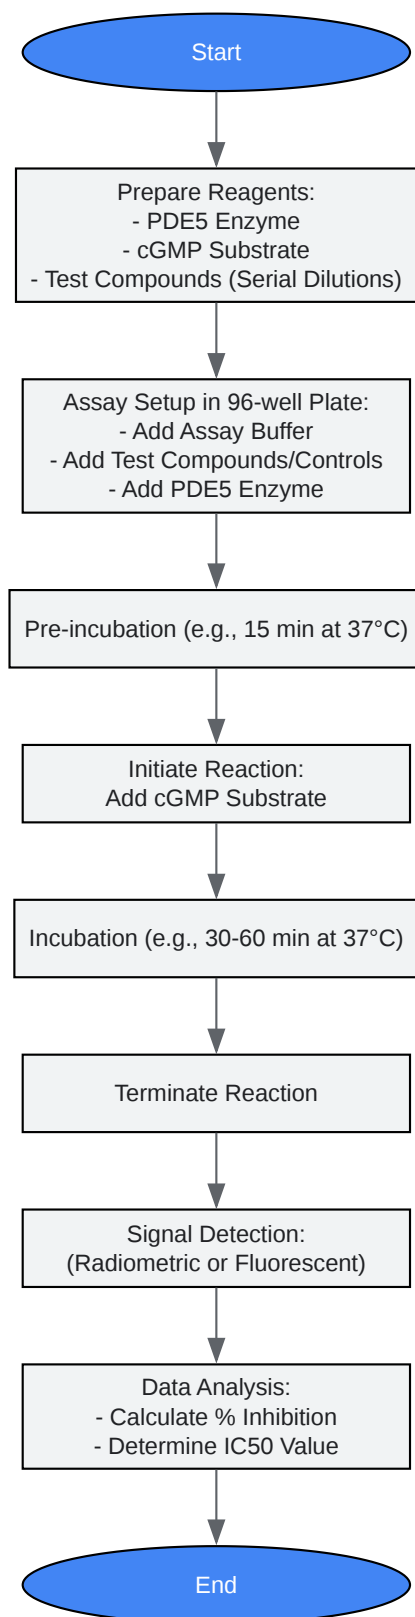 Start
Prepare Reagents:
- PDE5 Enzyme
- cGMP Substrate
- Test Compounds (Serial Dilutions)
Assay Setup in 96-well Plate:
- Add Assay Buffer
- Add Test Compounds/Controls
- Add PDE5 Enzyme
Pre-incubation (e.g., 15 min at 37°C)
Initiate Reaction:
Add cGMP Substrate
Incubation (e.g., 30-60 min at 37°C)
Terminate Reaction
Signal Detection:
(Radiometric or Fluorescent)
Data Analysis:
- Calculate % Inhibition
- Determine IC50 Value
End